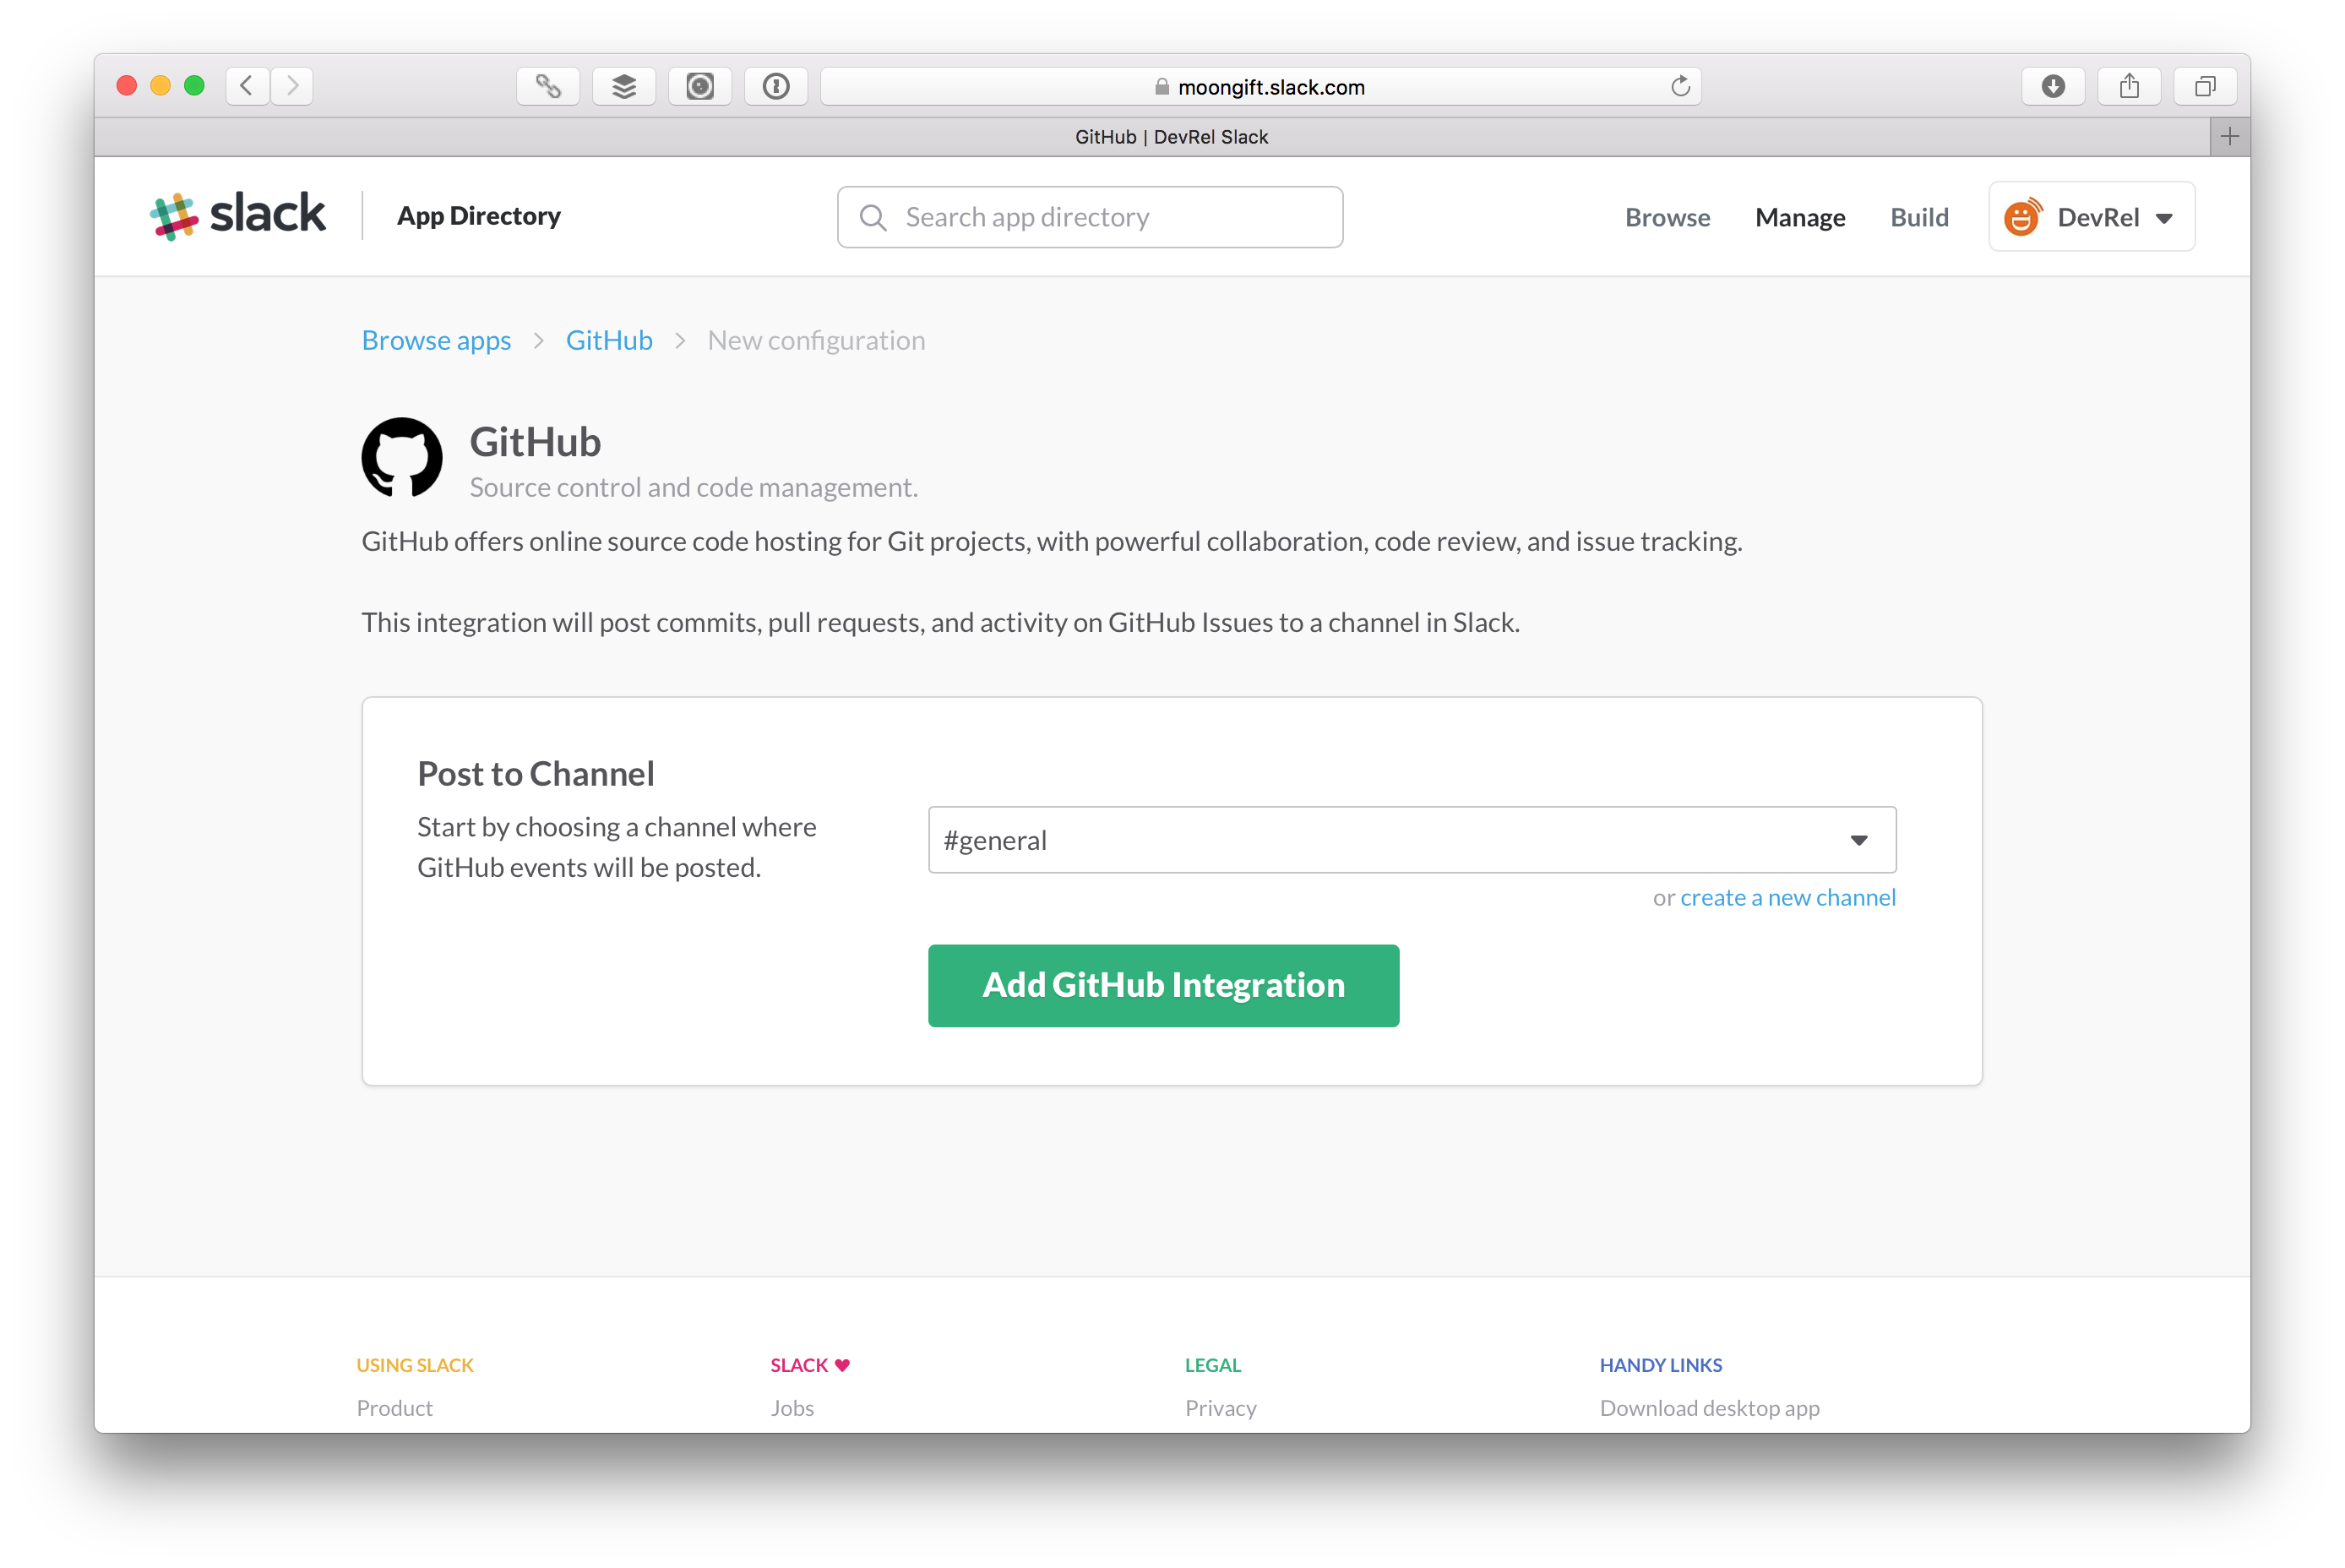 moongift.slack.com
GitHub | DevRel Slack
slack
App Directory
Search app directory
Browse
Manage
Build
DevRel
Browse apps > GitHub > New configuration
GitHub
Source control and code management.
GitHub offers online source code hosting for Git projects, with powerful collaboration, code review, and issue tracking.
This integration will post commits, pull requests, and activity on GitHub Issues to a channel in Slack.
Post to Channel
Start by choosing a channel where
GitHub events will be posted.
#general
or create a new channel
Add GitHub Integration
USING SLACK
Product
SLACK ♥
Jobs
LEGAL
Privacy
HANDY LINKS
Download desktop app